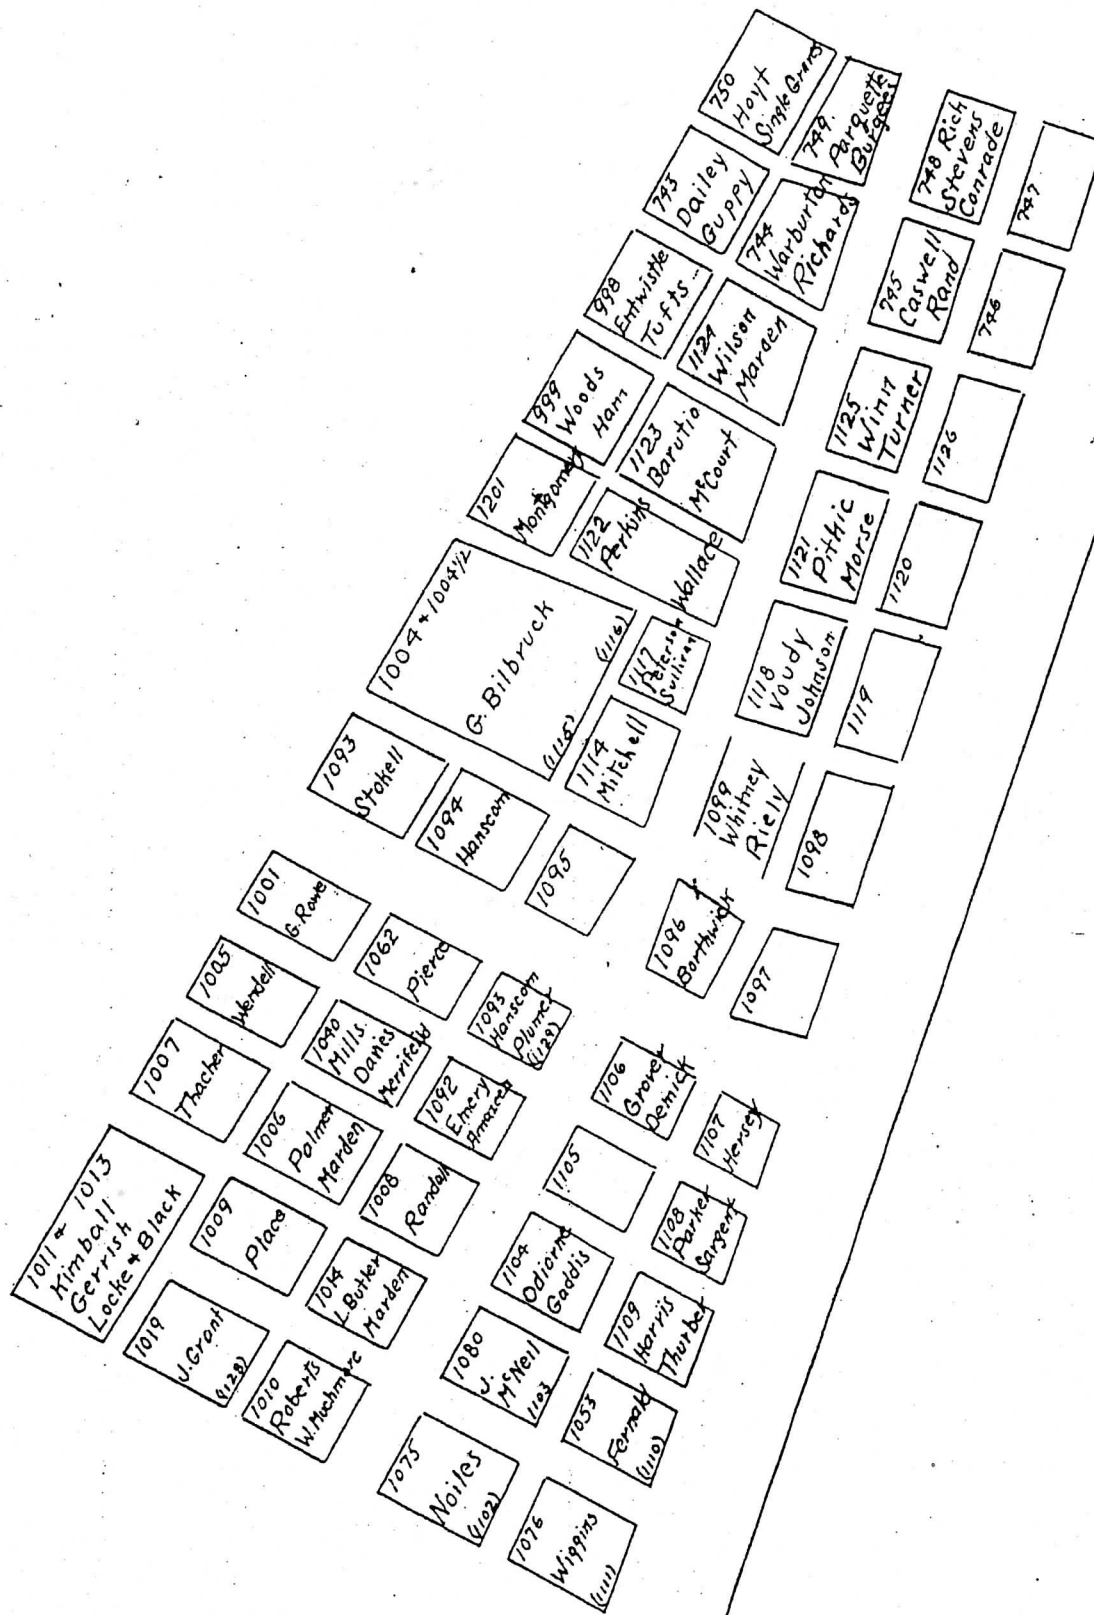 750
Hoyt
Single Graves
749.
Parquette
Burgess
748 Rich
Stevens
Comrade
747
743
Dailey
Guppy
744
Warburton
Richards
745
Caswell
Rand
746
998
Entwistle
Tufts...
1124
Wilson
Marden
1125
Winn
Turner
1126
999
Woods
Ham
1123
Barutio
McCourt
1121
Pithic
Morse
1120
1201
Montgomery
1122
Perkins
Wallace
1118
Voudy
Johnson
1119
1004 + 1004 1/2
G. Bilbruck
(1115)
(1116)
1117
Peterson
Sullivan
1114
Mitchell
1099
Whitney
Riely
1098
1093
Stokell
1094
Hanscom
1095
1096
Borthwick
1097
1001
G. Rowe
1062
Pierce
1093
Hanscom
Plumer
(1129)
1106
Grover
Demick
1107
Hersey
1005
Wendell
1040
Mills
Danies
Merrifeild
1092
Emery
Amazeen
1105
1108
Parker
Sargent
1007
Thacher
1006
Palmer
Marden
1008
Randall
1104
Odiorne
Gaddis
1109
Harris
Thurber
1011 + 1013
Kimball
Gerrish
Locke + Black
1009
Place
1014
L. Butler
Marden
1080
J.
McNeil
1103
1053
Fernald
(1110)
1019
J. Grant
(1128)
1010
Roberts
W. Muchmore
1075
Noiles
(1102)
1076
Wiggins
(1111)